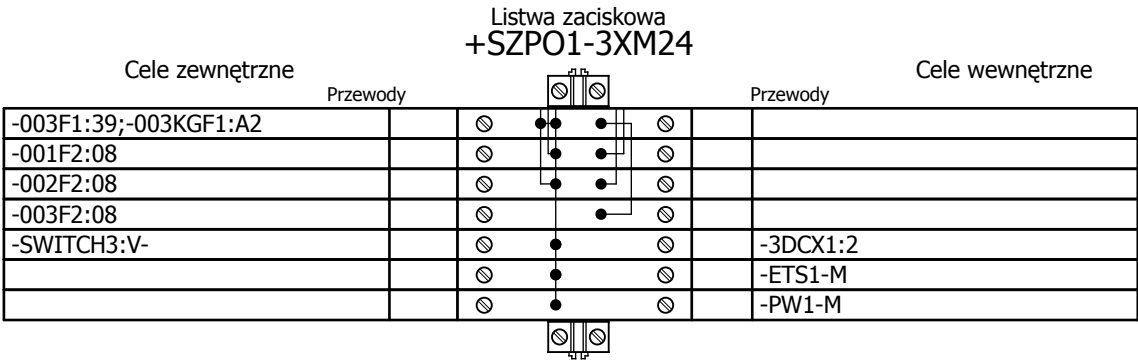 Listwa zaciskowa
+SZPO1-3XM24
Cele zewnętrzne
Cele wewnętrzne
Przewody
Przewody
-003F1:39;-003KGF1:A2
-001F2:08
-002F2:08
-003F2:08
-SWITCH3:V- -3DCX1:2
-ETS1-M
-PW1-M